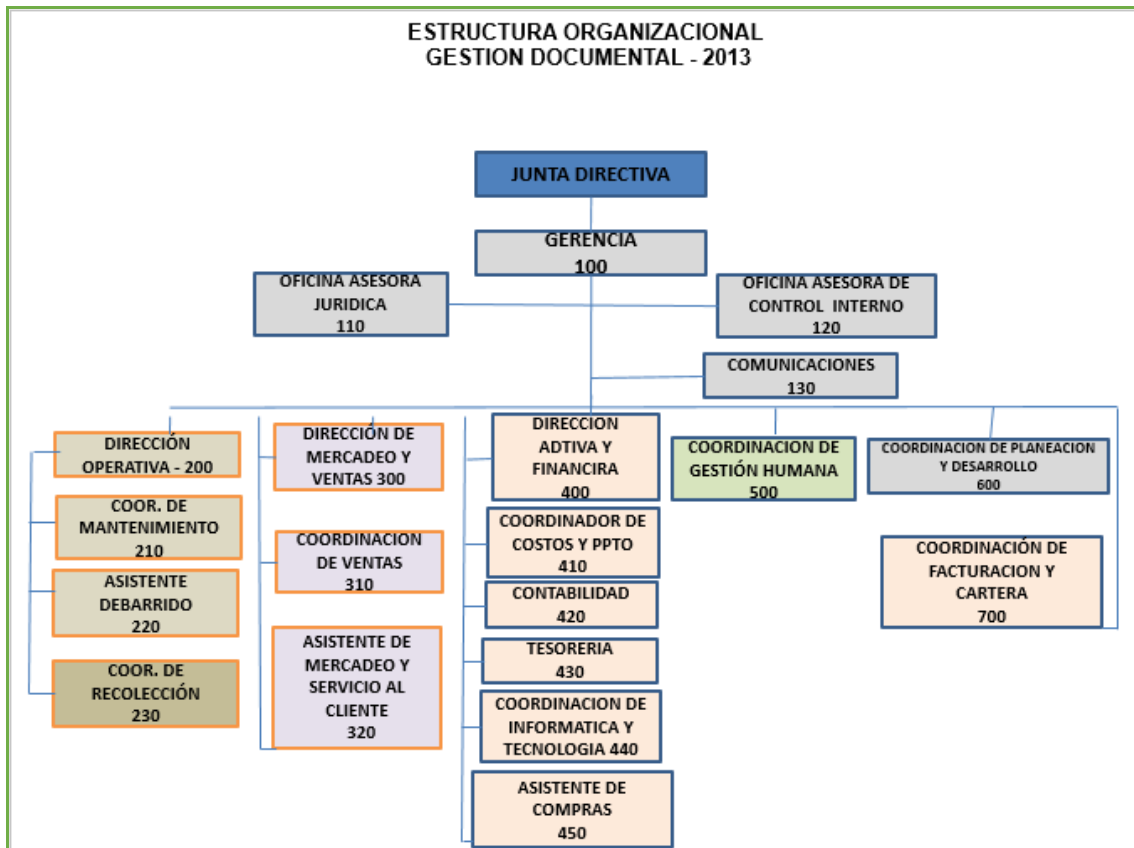 ESTRUCTURA ORGANIZACIONAL
GESTION DOCUMENTAL - 2013
JUNTA DIRECTIVA
GERENCIA
100
OFICINA ASESORA
JURIDICA
110
OFICINA ASESORA DE
CONTROL INTERNO
120
COMUNICACIONES
130
DIRECCIÓN
OPERATIVA - 200
COOR. DE
MANTENIMIENTO
210
ASISTENTE
DEBARRIDO
220
COOR. DE
RECOLECCIÓN
230
DIRECCIÓN DE
MERCADEO Y
VENTAS 300
COORDINACION
DE VENTAS
310
ASISTENTE DE
MERCADEO Y
SERVICIO AL
CLIENTE
320
DIRECCION
ADTIVA Y
FINANCIRA
400
COORDINADOR DE
COSTOS Y PPTO
410
CONTABILIDAD
420
TESORERIA
430
COORDINACION DE
INFORMATICA Y
TECNOLOGIA 440
ASISTENTE DE
COMPRAS
450
COORDINACION DE
GESTIÓN HUMANA
500
COORDINACION DE PLANEACION
Y DESARROLLO
600
COORDINACIÓN DE
FACTURACION Y
CARTERA
700